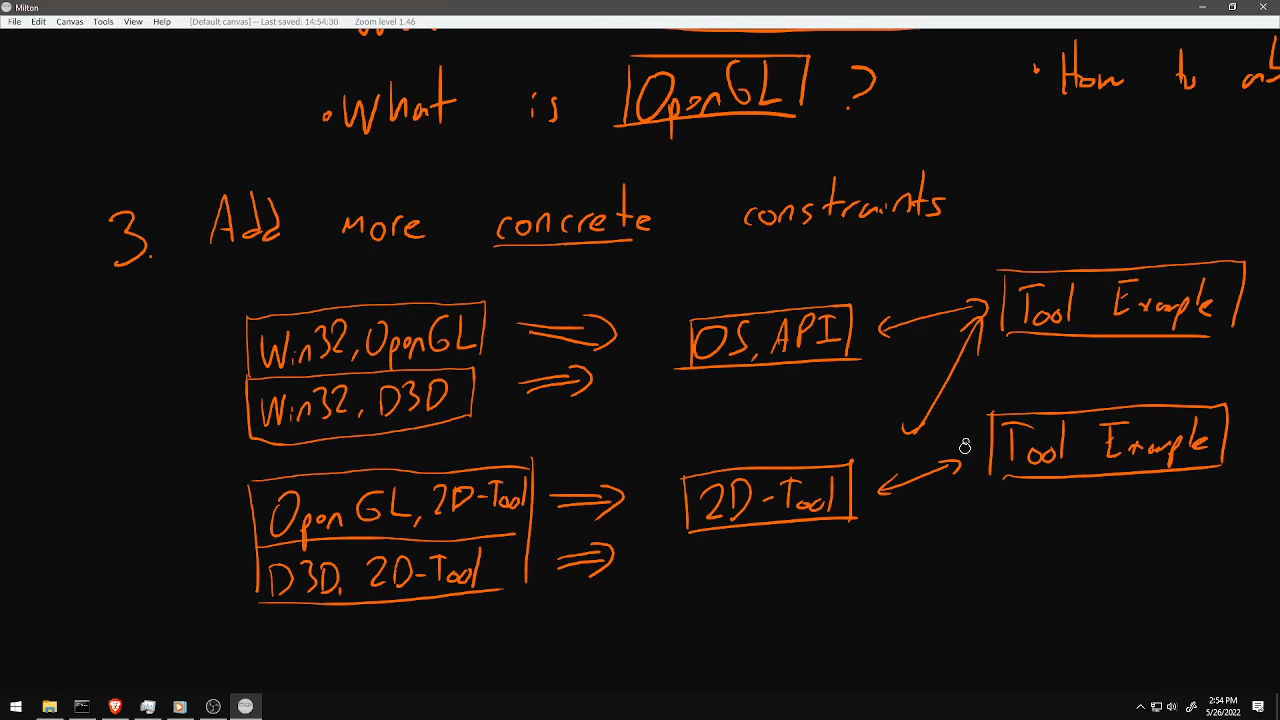 Milton
File Edit Canvas Tools View Help [Default canvas] -- Last saved: 14:54:30 Zoom level 1.46
• What is OpenGL ?
• How to
3. Add more concrete constraints
Win32, OpenGL ⇒ OS, API ↔ Tool Example
Win32, D3D ⇒
OpenGL, 2D-Tool ⇒ 2D-Tool ↔ Tool Example
D3D, 2D-Tool ⇒
2:54 PM
5/26/2022